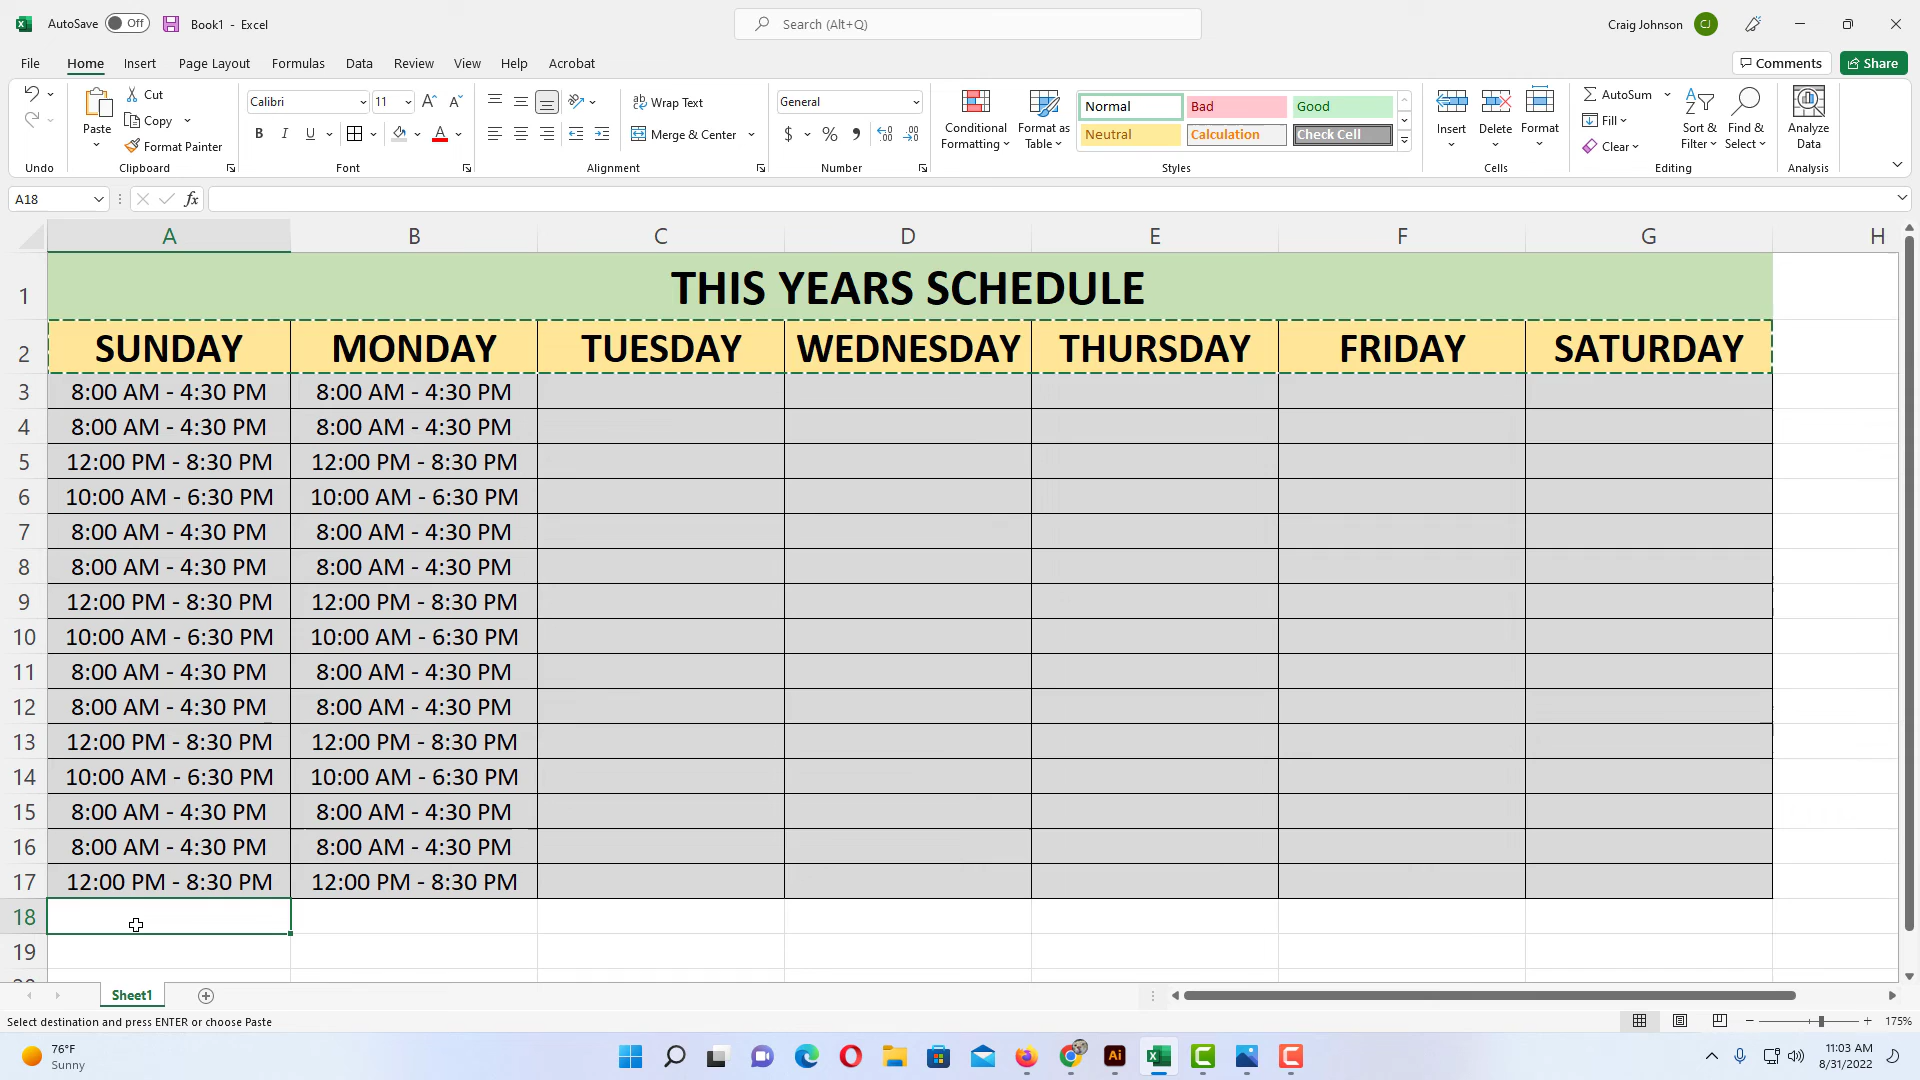 AutoSave Off Book1 - Excel Search (Alt+Q) Craig Johnson CJ
File Home Insert Page Layout Formulas Data Review View Help Acrobat Comments Share
Paste Cut Copy Format Painter
Calibri 11 A A B I U A
ab Wrap Text Merge & Center
General $ % 9 .00
Conditional Formatting Format as Table
Normal Bad Good
Neutral Calculation Check Cell
Insert Delete Format
AutoSum Fill Clear Sort & Filter Find & Select Analyze Data
Undo Clipboard Font Alignment Number Styles Cells Editing Analysis
A18 fx
A B C D E F G H
1 THIS YEARS SCHEDULE
2 SUNDAY MONDAY TUESDAY WEDNESDAY THURSDAY FRIDAY SATURDAY
3 8:00 AM - 4:30 PM 8:00 AM - 4:30 PM
4 8:00 AM - 4:30 PM 8:00 AM - 4:30 PM
5 12:00 PM - 8:30 PM 12:00 PM - 8:30 PM
6 10:00 AM - 6:30 PM 10:00 AM - 6:30 PM
7 8:00 AM - 4:30 PM 8:00 AM - 4:30 PM
8 8:00 AM - 4:30 PM 8:00 AM - 4:30 PM
9 12:00 PM - 8:30 PM 12:00 PM - 8:30 PM
10 10:00 AM - 6:30 PM 10:00 AM - 6:30 PM
11 8:00 AM - 4:30 PM 8:00 AM - 4:30 PM
12 8:00 AM - 4:30 PM 8:00 AM - 4:30 PM
13 12:00 PM - 8:30 PM 12:00 PM - 8:30 PM
14 10:00 AM - 6:30 PM 10:00 AM - 6:30 PM
15 8:00 AM - 4:30 PM 8:00 AM - 4:30 PM
16 8:00 AM - 4:30 PM 8:00 AM - 4:30 PM
17 12:00 PM - 8:30 PM 12:00 PM - 8:30 PM
18
19
Sheet1
Select destination and press ENTER or choose Paste 175%
76°F
Sunny
Ai
11:03 AM
8/31/2022